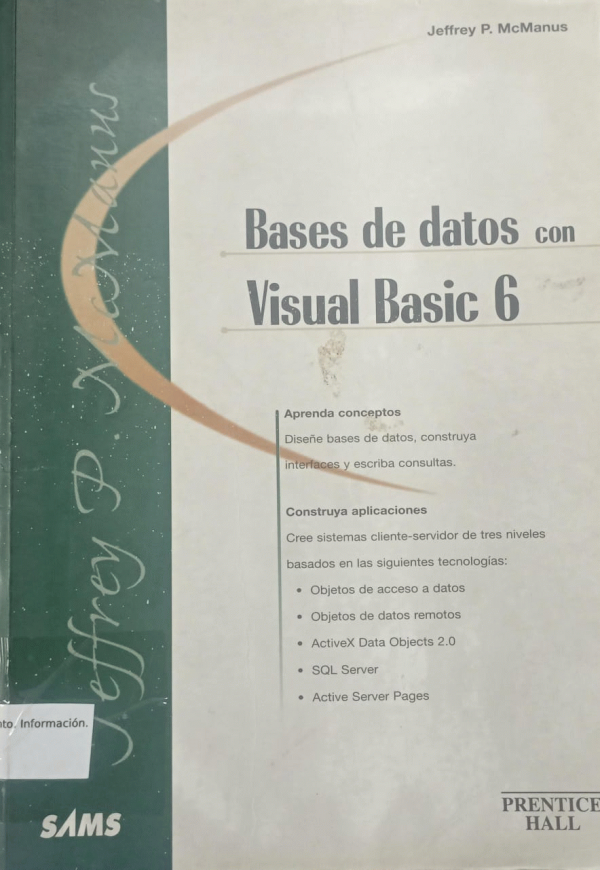 Jeffrey P. McManus
Jeffrey P. McManus
Bases de datos con
Visual Basic 6
Aprenda conceptos
Diseñe bases de datos, construya
interfaces y escriba consultas.
Construya aplicaciones
Cree sistemas cliente-servidor de tres niveles
basados en las siguientes tecnologías:
• Objetos de acceso a datos
• Objetos de datos remotos
• ActiveX Data Objects 2.0
• SQL Server
• Active Server Pages
Información.
SAMS
PRENTICE
HALL